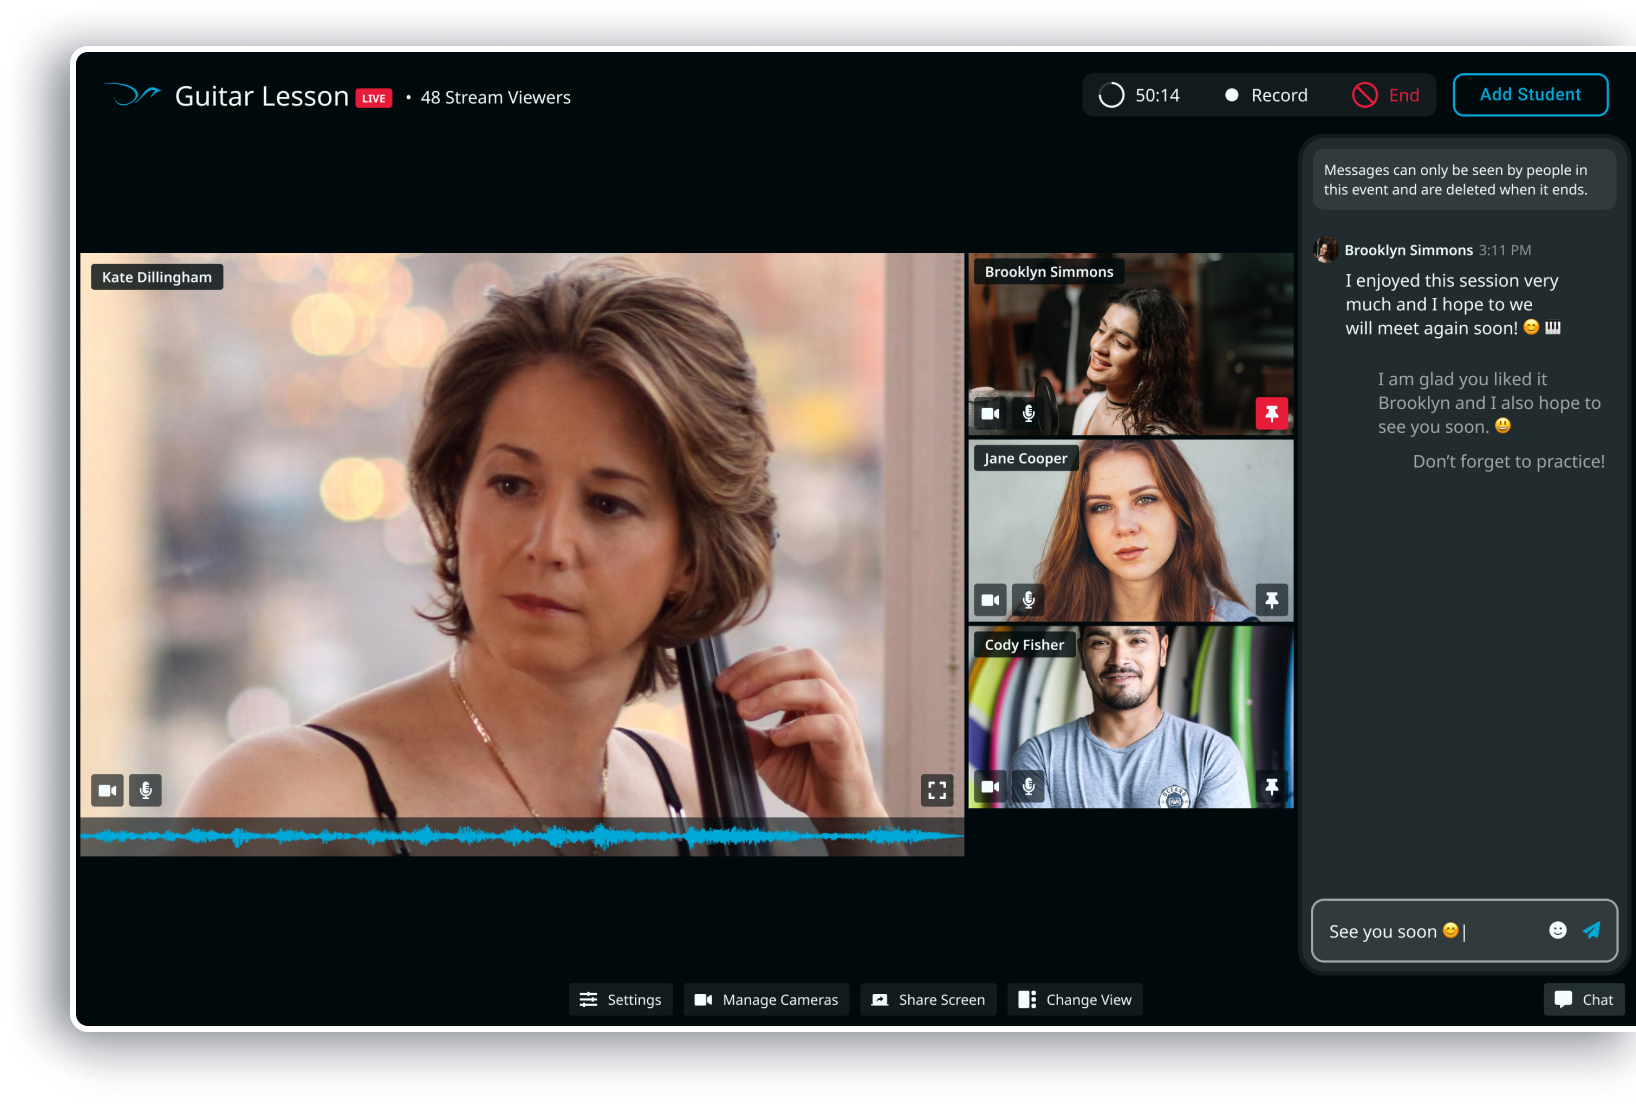 Guitar Lesson LIVE • 48 Stream Viewers
50:14 Record End Add Student
Messages can only be seen by people in
this event and are deleted when it ends.
Kate Dillingham
Brooklyn Simmons
Jane Cooper
Cody Fisher
Brooklyn Simmons 3:11 PM
I enjoyed this session very
much and I hope to we
will meet again soon! 😊 🎹
I am glad you liked it
Brooklyn and I also hope to
see you soon. 😃
Don’t forget to practice!
See you soon 😊|
Settings Manage Cameras Share Screen Change View Chat